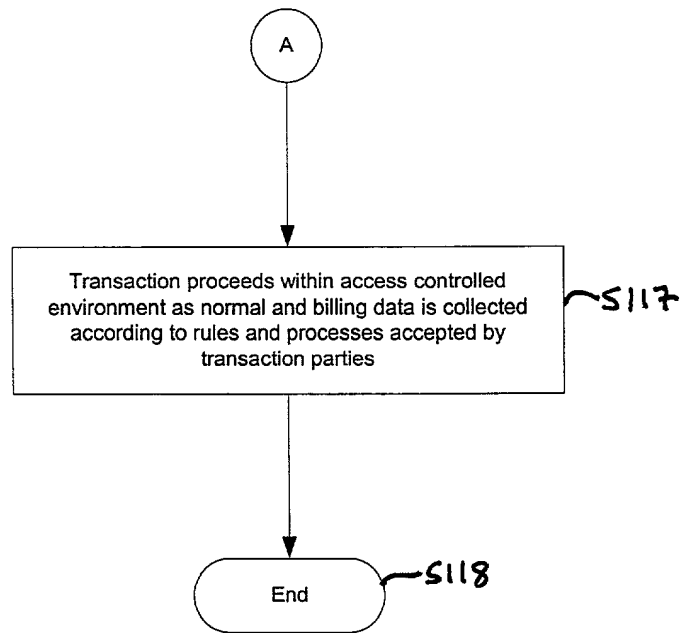 A
Transaction proceeds within access controlled
environment as normal and billing data is collected
according to rules and processes accepted by
transaction parties
S117
End
S118